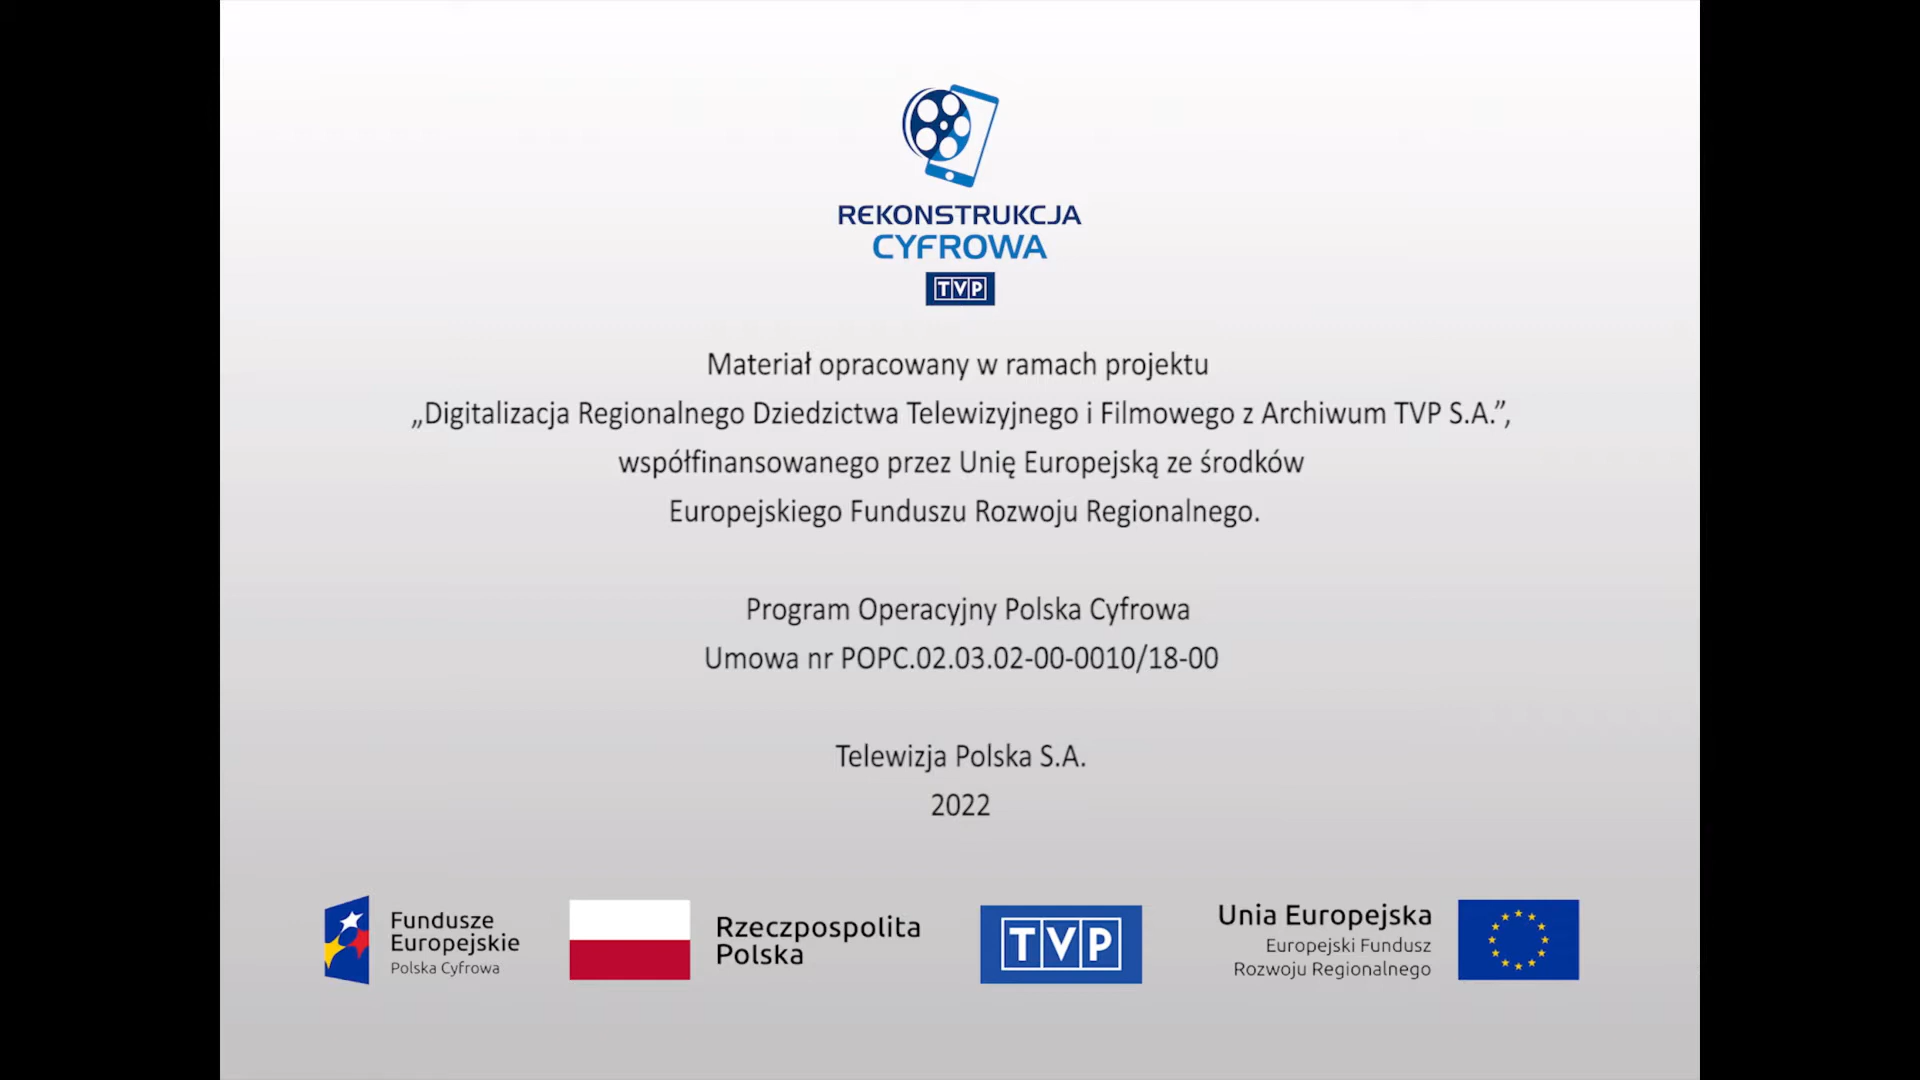 REKONSTRUKCJA
CYFROWA
TVP
Materiał opracowany w ramach projektu
„Digitalizacja Regionalnego Dziedzictwa Telewizyjnego i Filmowego z Archiwum TVP S.A.”,
współfinansowanego przez Unię Europejską ze środków
Europejskiego Funduszu Rozwoju Regionalnego.
Program Operacyjny Polska Cyfrowa
Umowa nr POPC.02.03.02-00-0010/18-00
Telewizja Polska S.A.
2022
Fundusze
Europejskie
Polska Cyfrowa
Rzeczpospolita
Polska
TVP
Unia Europejska
Europejski Fundusz
Rozwoju Regionalnego